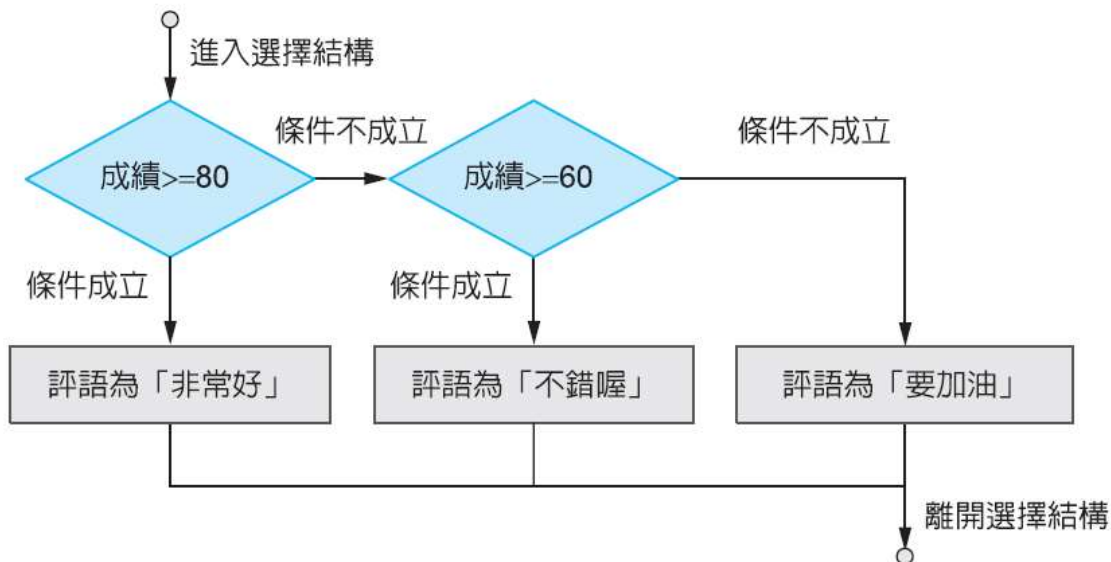 進入選擇結構
條件不成立
條件不成立
成績>=80
成績>=60
條件成立
條件成立
評語為「非常好」
評語為「不錯喔」
評語為「要加油」
離開選擇結構